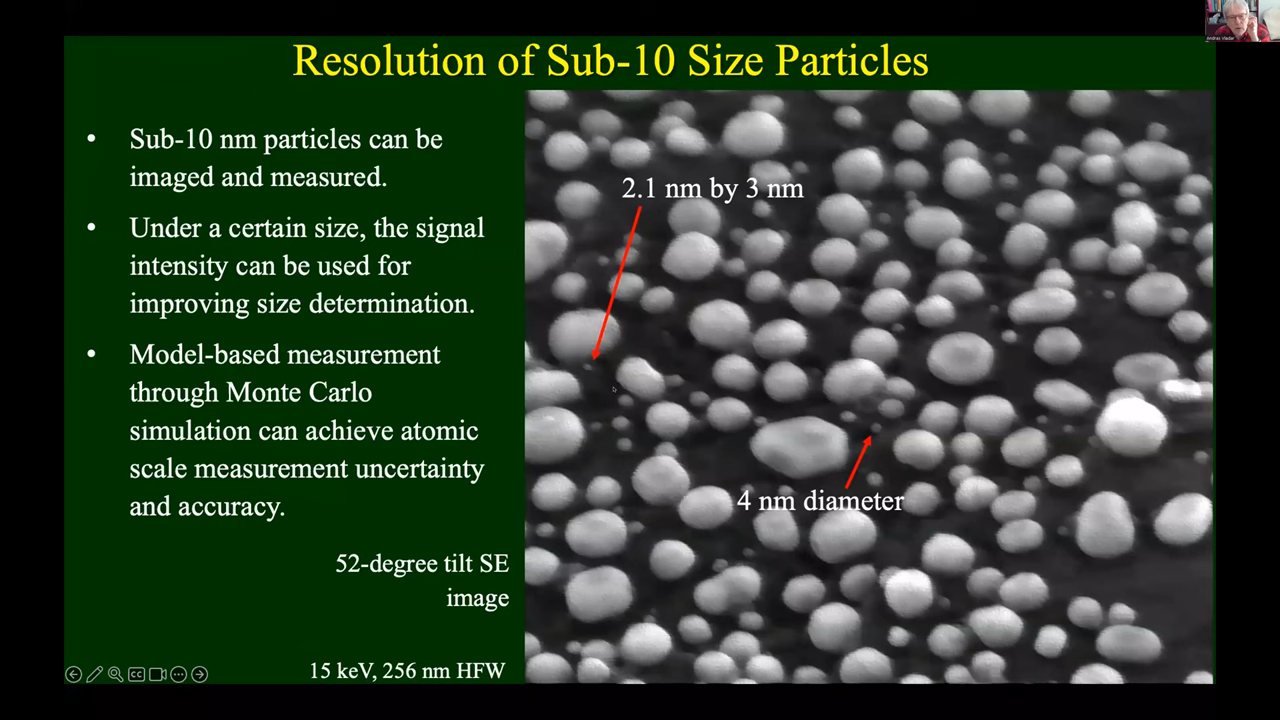 Resolution of Sub-10 Size Particles
• Sub-10 nm particles can be
imaged and measured.
• Under a certain size, the signal
intensity can be used for
improving size determination.
• Model-based measurement
through Monte Carlo
simulation can achieve atomic
scale measurement uncertainty
and accuracy.
52-degree tilt SE
image
15 keV, 256 nm HFW
2.1 nm by 3 nm
4 nm diameter
CC